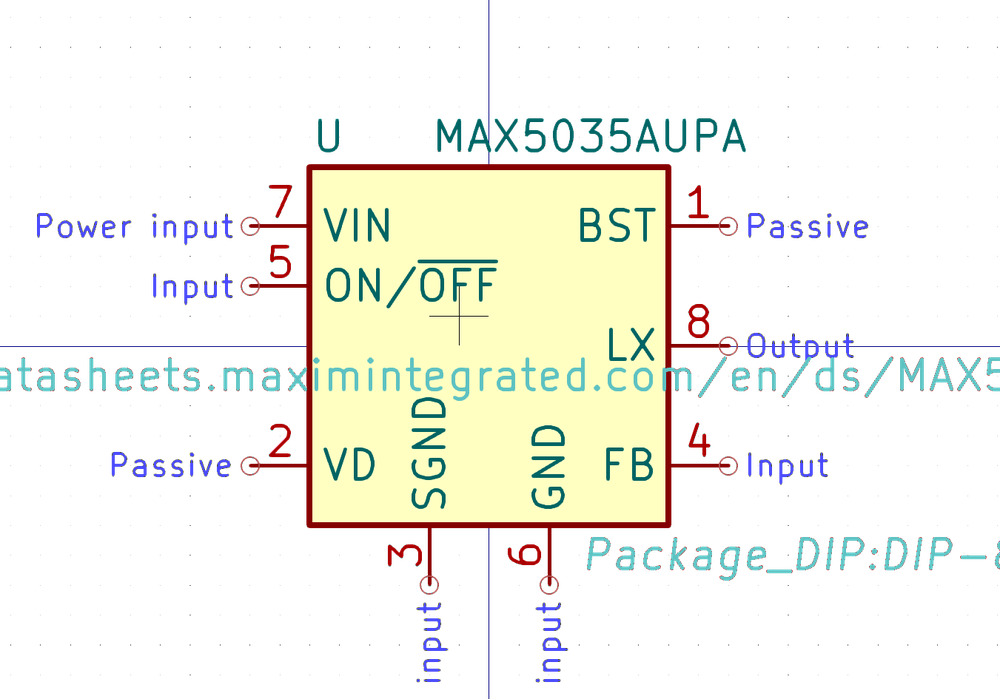 U MAX5035AUPA
7 1
Power input VIN BST Passive
5
Input ON/OFF
8
LX Output
atasheets.maximintegrated.com/en/ds/MAX5
2 4
Passive VD SGND GND FB Input
3 6
Package_DIP:DIP-8
input input